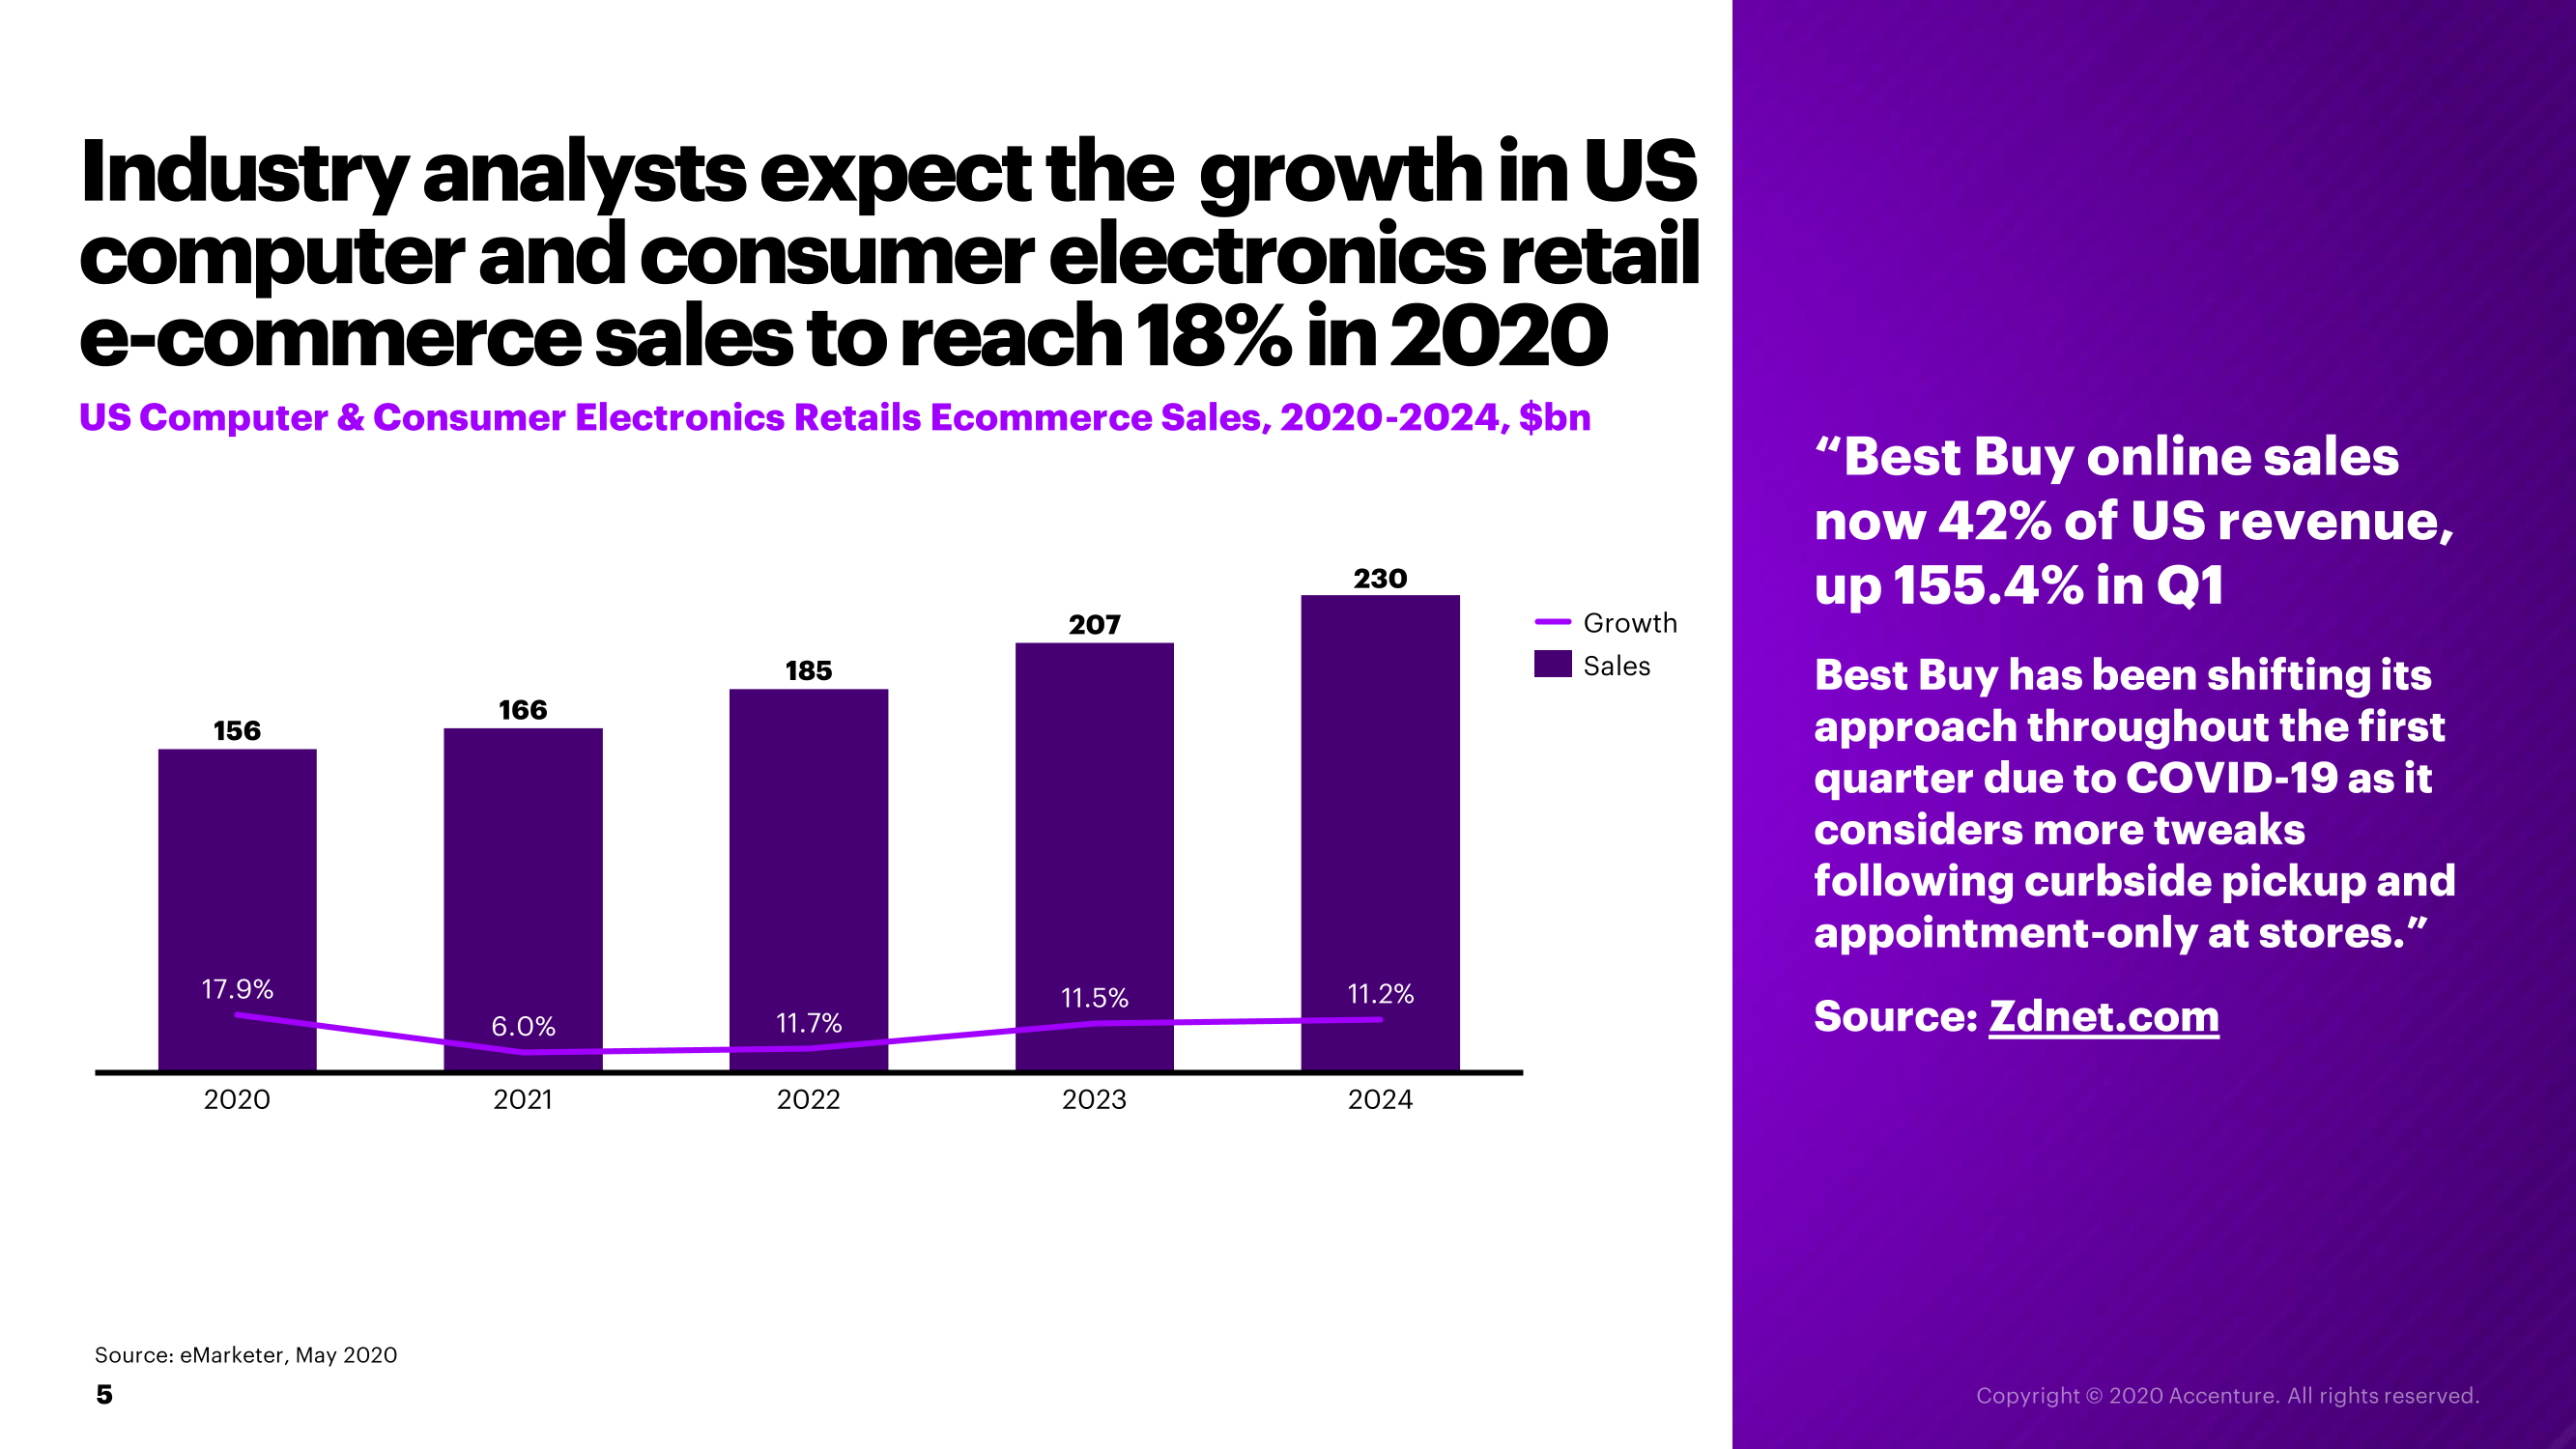 Industry analysts expect the growth in US
computer and consumer electronics retail
e-commerce sales to reach 18% in 2020
US Computer & Consumer Electronics Retails Ecommerce Sales, 2020-2024, $bn
156
166
185
207
230
Growth
Sales
17.9%
6.0%
11.7%
11.5%
11.2%
2020
2021
2022
2023
2024
Source: eMarketer, May 2020
5
“Best Buy online sales
now 42% of US revenue,
up 155.4% in Q1
Best Buy has been shifting its
approach throughout the first
quarter due to COVID-19 as it
considers more tweaks
following curbside pickup and
appointment-only at stores.”
Source: Zdnet.com
Copyright © 2020 Accenture. All rights reserved.